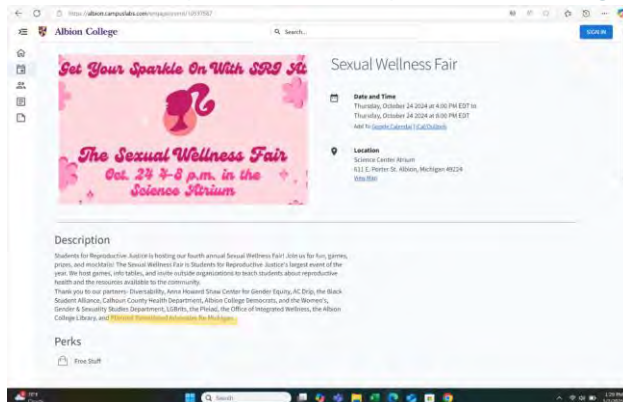 https://albion.campuslabs.com/engage/event/10597687
Albion College
Search...
SIGN IN
Get Your Sparkle On With SRJ At
The Sexual Wellness Fair
Oct. 24 4-8 p.m. in the
Science Atrium
Sexual Wellness Fair
Date and Time
Thursday, October 24 2024 at 4:00 PM EDT to
Thursday, October 24 2024 at 8:00 PM EDT
Add To Google Calendar | iCal/Outlook
Location
Science Center Atrium
611 E. Porter St. Albion, Michigan 49224
View Map
Description
Students for Reproductive Justice is hosting our fourth annual Sexual Wellness Fair! Join us for fun, games,
prizes, and mocktails! The Sexual Wellness Fair is Students for Reproductive Justice's largest event of the
year. We host games, info tables, and invite outside organizations to teach students about reproductive
health and the resources available to the community.
Thank you to our partners- Diversability, Anna Howard Shaw Center for Gender Equity, AC Drip, the Black
Student Alliance, Calhoun County Health Department, Albion College Democrats, and the Women's,
Gender & Sexuality Studies Department, LGBrits, the Pleiad, the Office of Integrated Wellness, the Albion
College Library, and Planned Parenthood Advocates for Michigan.
Perks
Free Stuff
Search